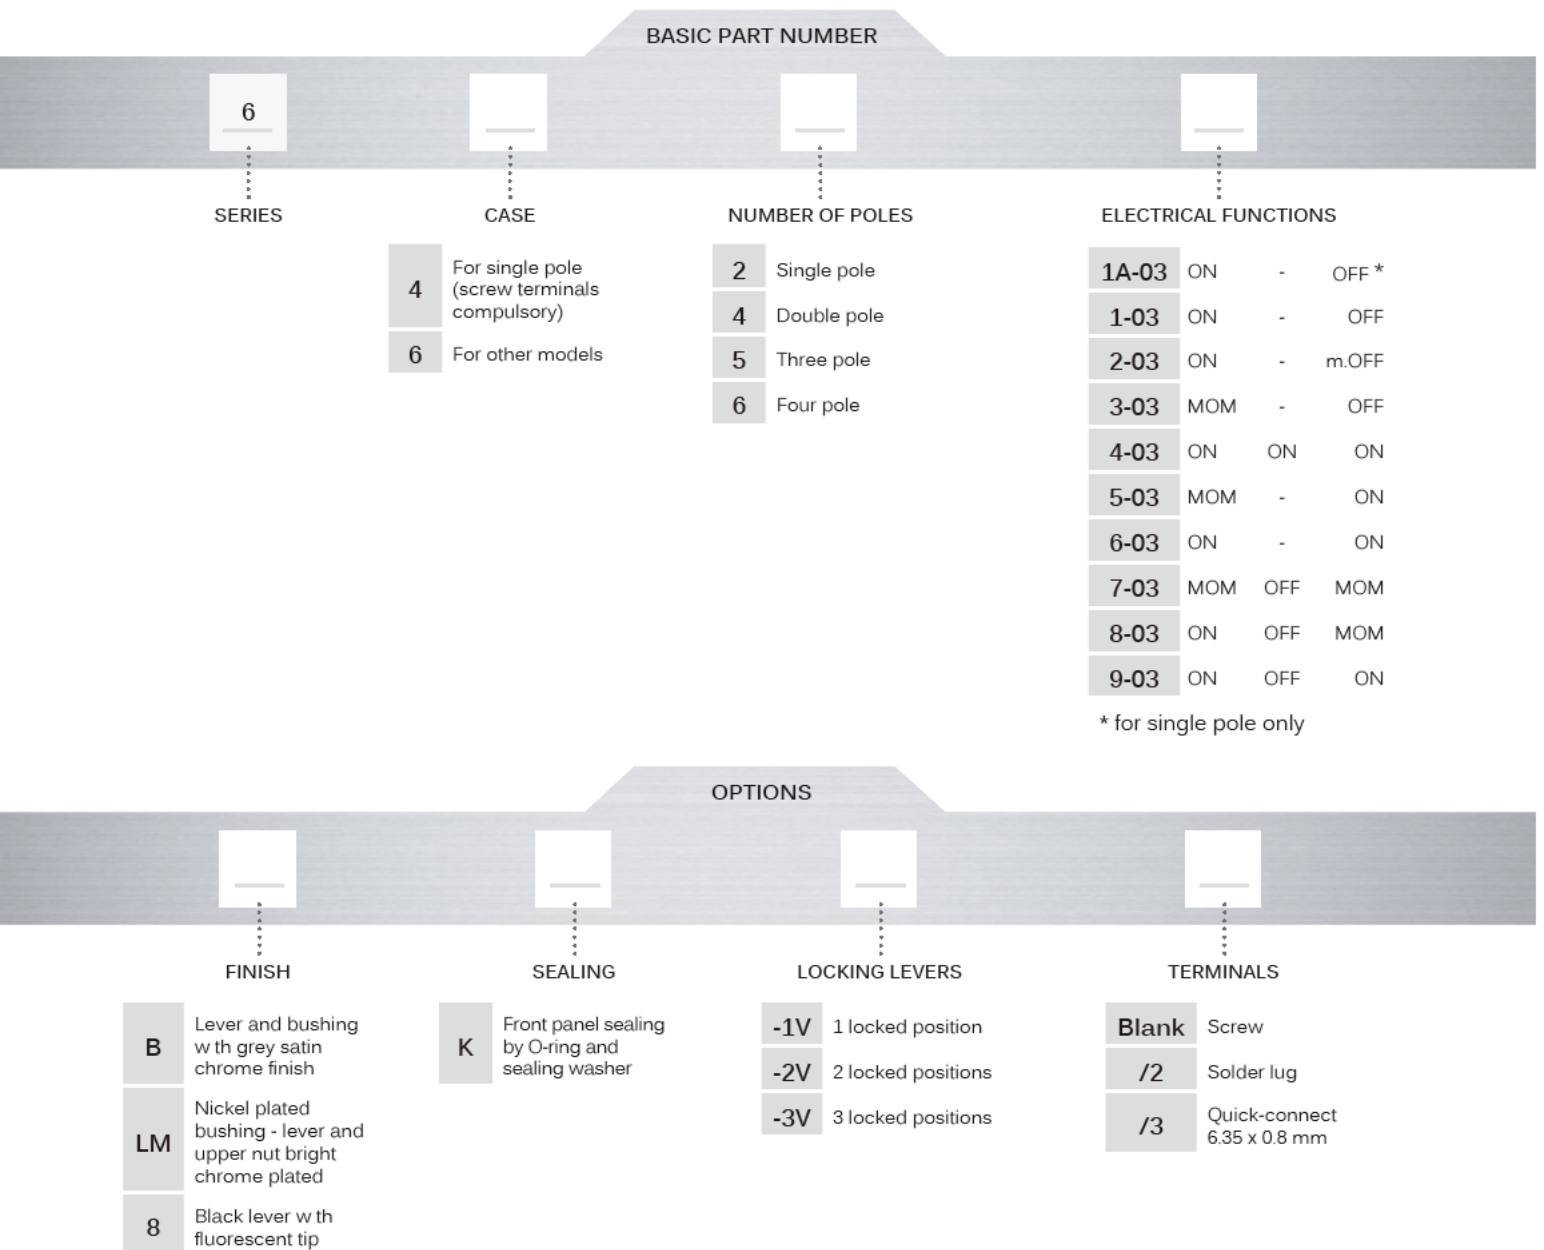 BASIC PART NUMBER
6
SERIES
CASE
NUMBER OF POLES
ELECTRICAL FUNCTIONS
4
For single pole
(screw terminals
compulsory)
6 For other models
2 Single pole
4 Double pole
5 Three pole
6 Four pole
1A-03 ON - OFF *
1-03 ON - OFF
2-03 ON - m.OFF
3-03 MOM - OFF
4-03 ON ON ON
5-03 MOM - ON
6-03 ON - ON
7-03 MOM OFF MOM
8-03 ON OFF MOM
9-03 ON OFF ON
* for single pole only
OPTIONS
FINISH
SEALING
LOCKING LEVERS
TERMINALS
B
Lever and bushing
w th grey satin
chrome finish
LM
Nickel plated
bushing - lever and
upper nut bright
chrome plated
8
Black lever w th
fluorescent tip
K
Front panel sealing
by O-ring and
sealing washer
-1V 1 locked position
-2V 2 locked positions
-3V 3 locked positions
Blank Screw
/2 Solder lug
/3
Quick-connect
6.35 x 0.8 mm